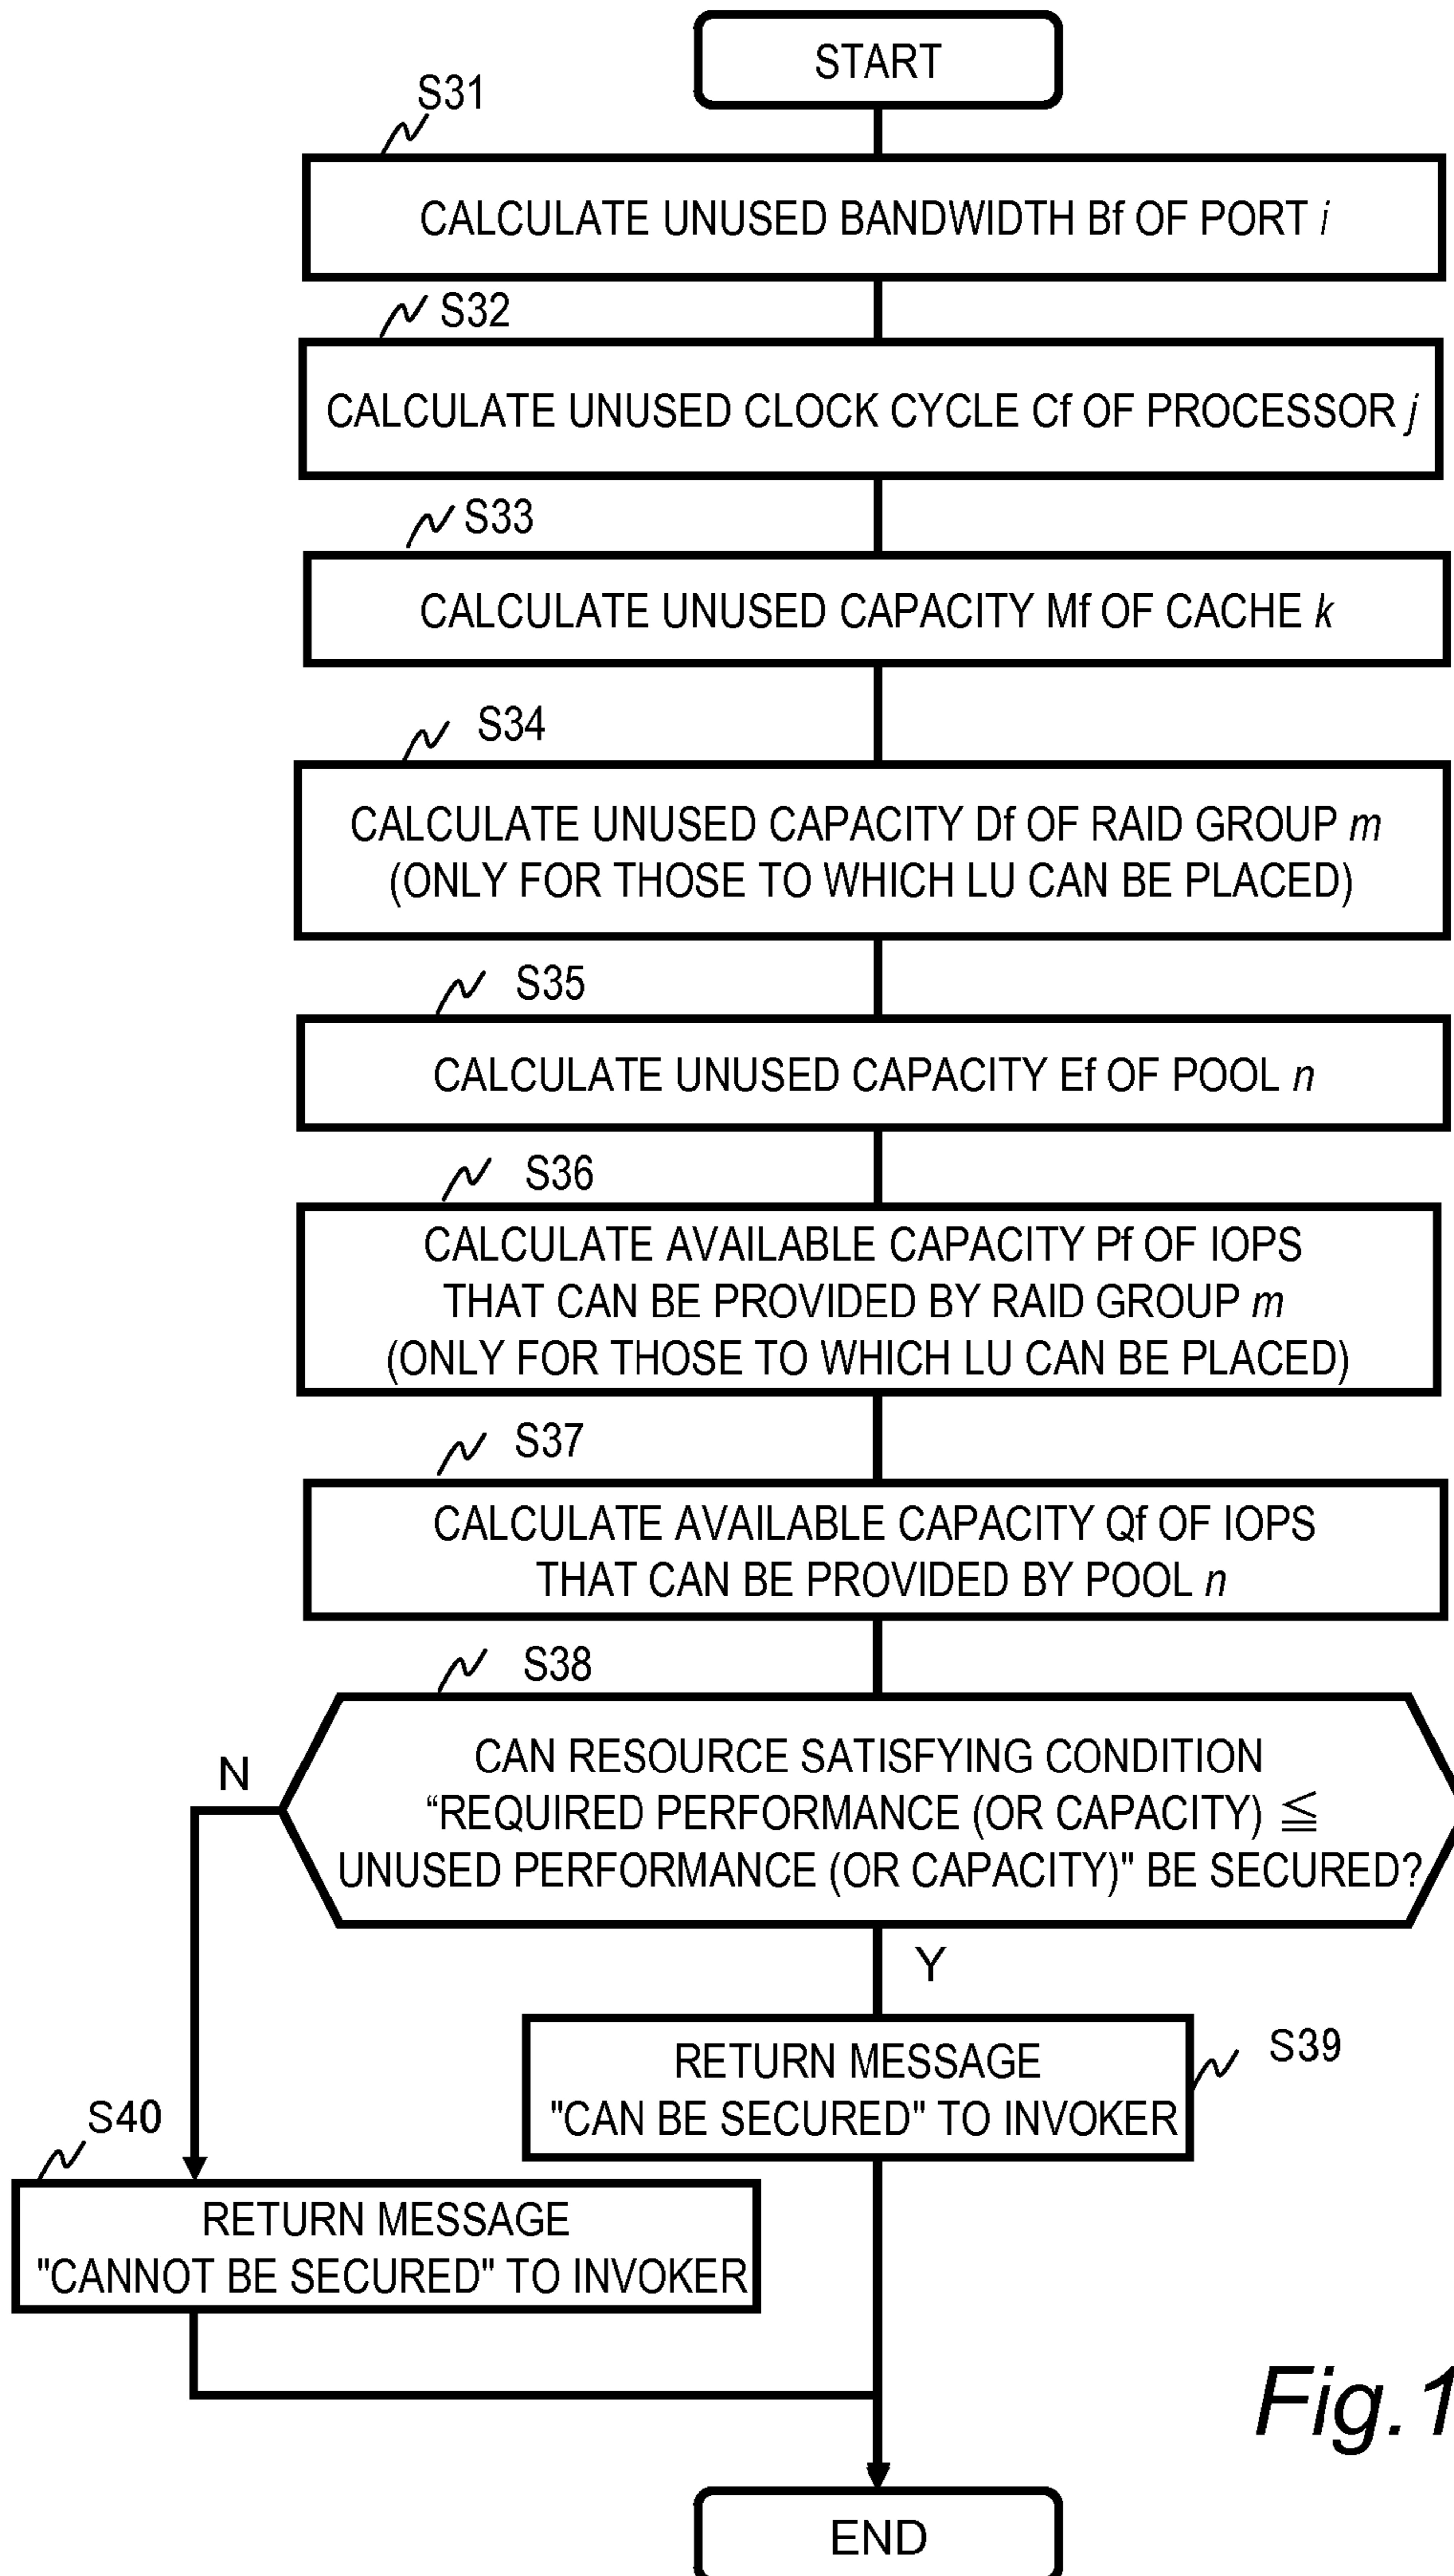 START
S31
CALCULATE UNUSED BANDWIDTH Bf OF PORT i
S32
CALCULATE UNUSED CLOCK CYCLE Cf OF PROCESSOR j
S33
CALCULATE UNUSED CAPACITY Mf OF CACHE k
S34
CALCULATE UNUSED CAPACITY Df OF RAID GROUP m
(ONLY FOR THOSE TO WHICH LU CAN BE PLACED)
S35
CALCULATE UNUSED CAPACITY Ef OF POOL n
S36
CALCULATE AVAILABLE CAPACITY Pf OF IOPS
THAT CAN BE PROVIDED BY RAID GROUP m
(ONLY FOR THOSE TO WHICH LU CAN BE PLACED)
S37
CALCULATE AVAILABLE CAPACITY Qf OF IOPS
THAT CAN BE PROVIDED BY POOL n
S38
CAN RESOURCE SATISFYING CONDITION
“REQUIRED PERFORMANCE (OR CAPACITY) ≦
UNUSED PERFORMANCE (OR CAPACITY)" BE SECURED?
N
Y
RETURN MESSAGE
"CAN BE SECURED" TO INVOKER
S39
S40
RETURN MESSAGE
"CANNOT BE SECURED" TO INVOKER
Fig.1
END